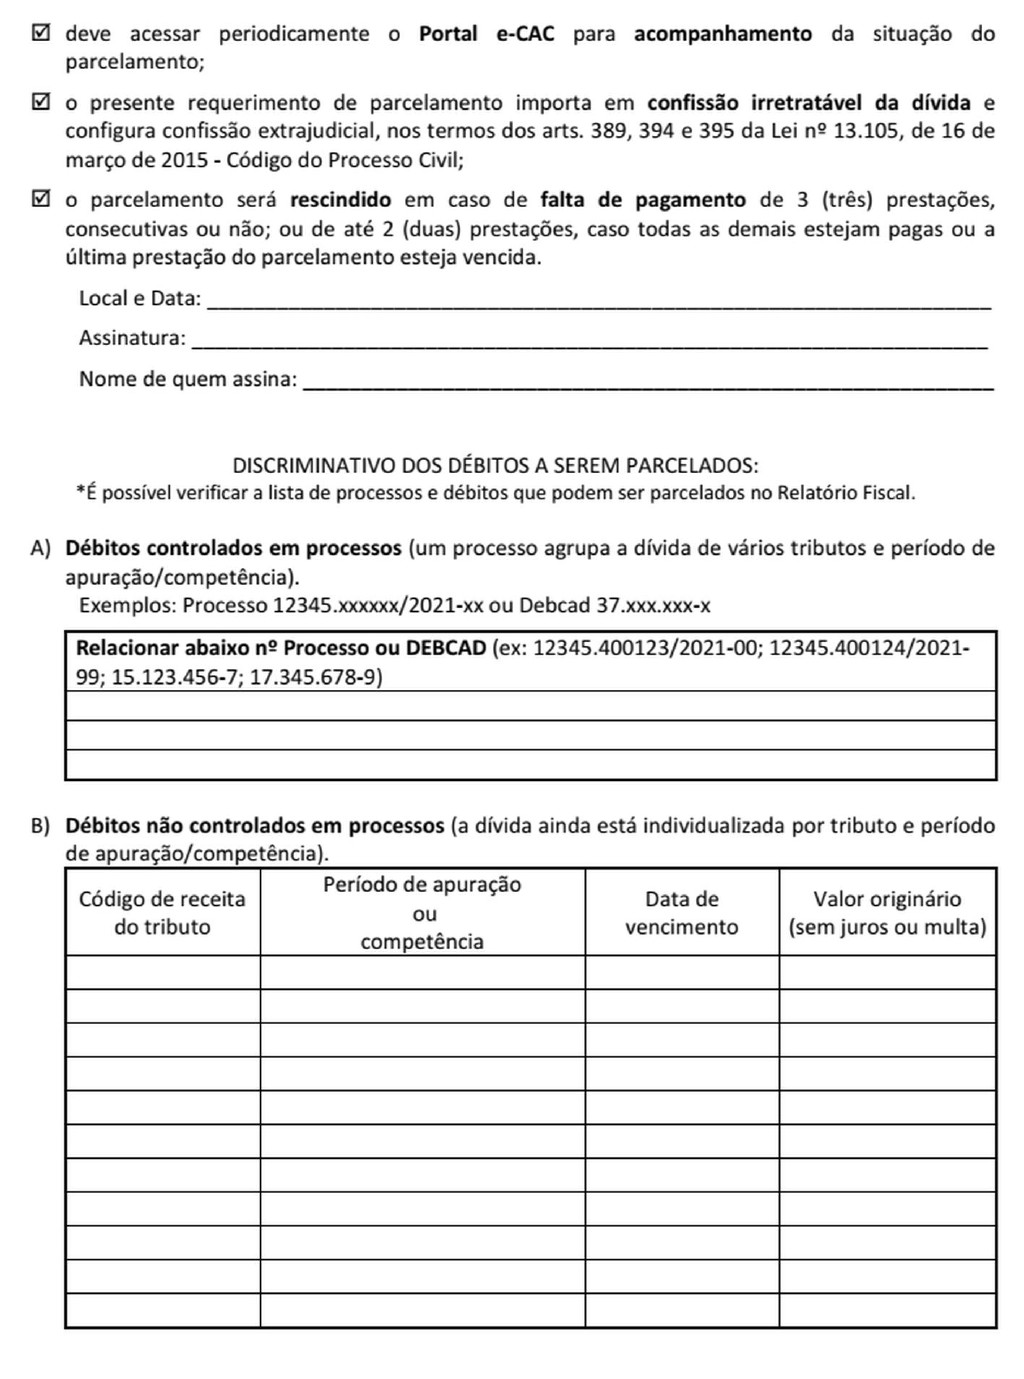 ☑ deve acessar periodicamente o Portal e-CAC para acompanhamento da situação do
parcelamento;
☑ o presente requerimento de parcelamento importa em confissão irretratável da dívida e
configura confissão extrajudicial, nos termos dos arts. 389, 394 e 395 da Lei nº 13.105, de 16 de
março de 2015 - Código do Processo Civil;
☑ o parcelamento será rescindido em caso de falta de pagamento de 3 (três) prestações,
consecutivas ou não; ou de até 2 (duas) prestações, caso todas as demais estejam pagas ou a
última prestação do parcelamento esteja vencida.
Local e Data:
Assinatura:
Nome de quem assina:
DISCRIMINATIVO DOS DÉBITOS A SEREM PARCELADOS:
*É possível verificar a lista de processos e débitos que podem ser parcelados no Relatório Fiscal.
A) Débitos controlados em processos (um processo agrupa a dívida de vários tributos e período de
apuração/competência).
Exemplos: Processo 12345.xxxxxx/2021-xx ou Debcad 37.xxx.xxx-x
Relacionar abaixo nº Processo ou DEBCAD (ex: 12345.400123/2021-00; 12345.400124/2021-
99; 15.123.456-7; 17.345.678-9)
B) Débitos não controlados em processos (a dívida ainda está individualizada por tributo e período
de apuração/competência).
Código de receita
do tributo
Período de apuração
ou
competência
Data de
vencimento
Valor originário
(sem juros ou multa)